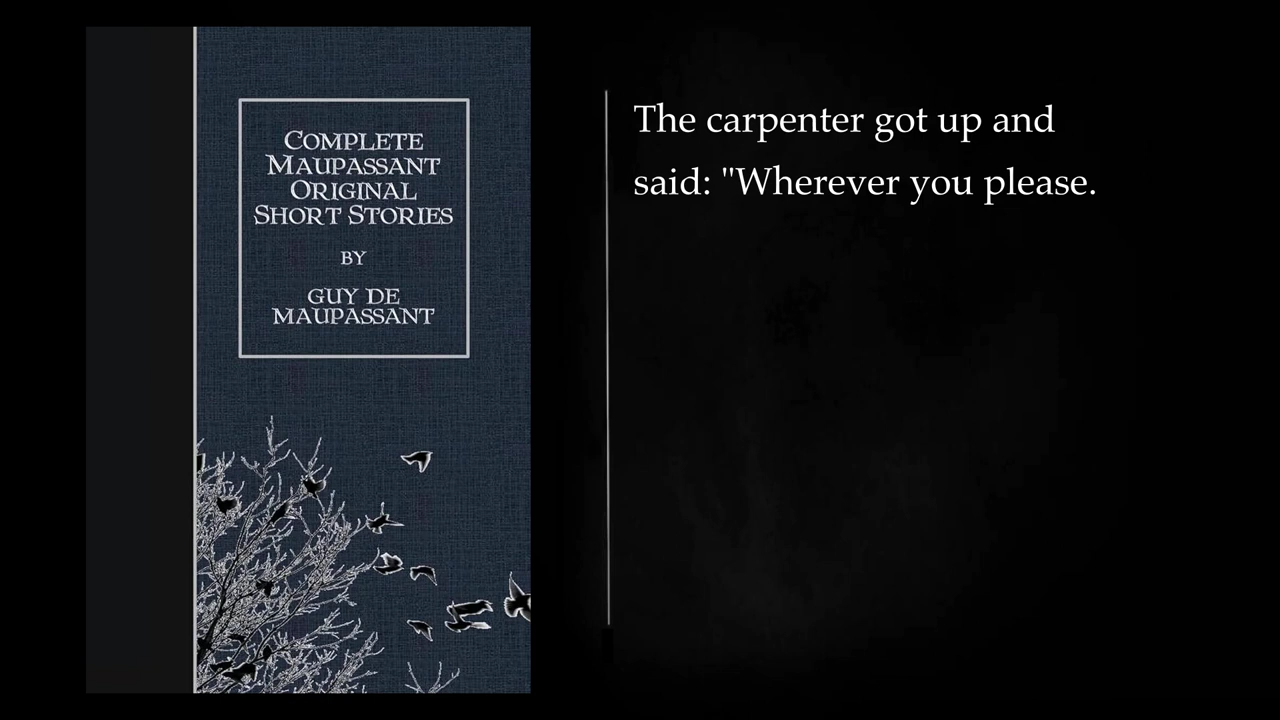 COMPLETE
MAUPASSANT
ORIGINAL
SHORT STORIES
BY
GUY DE
MAUPASSANT
The carpenter got up and
said: "Wherever you please.